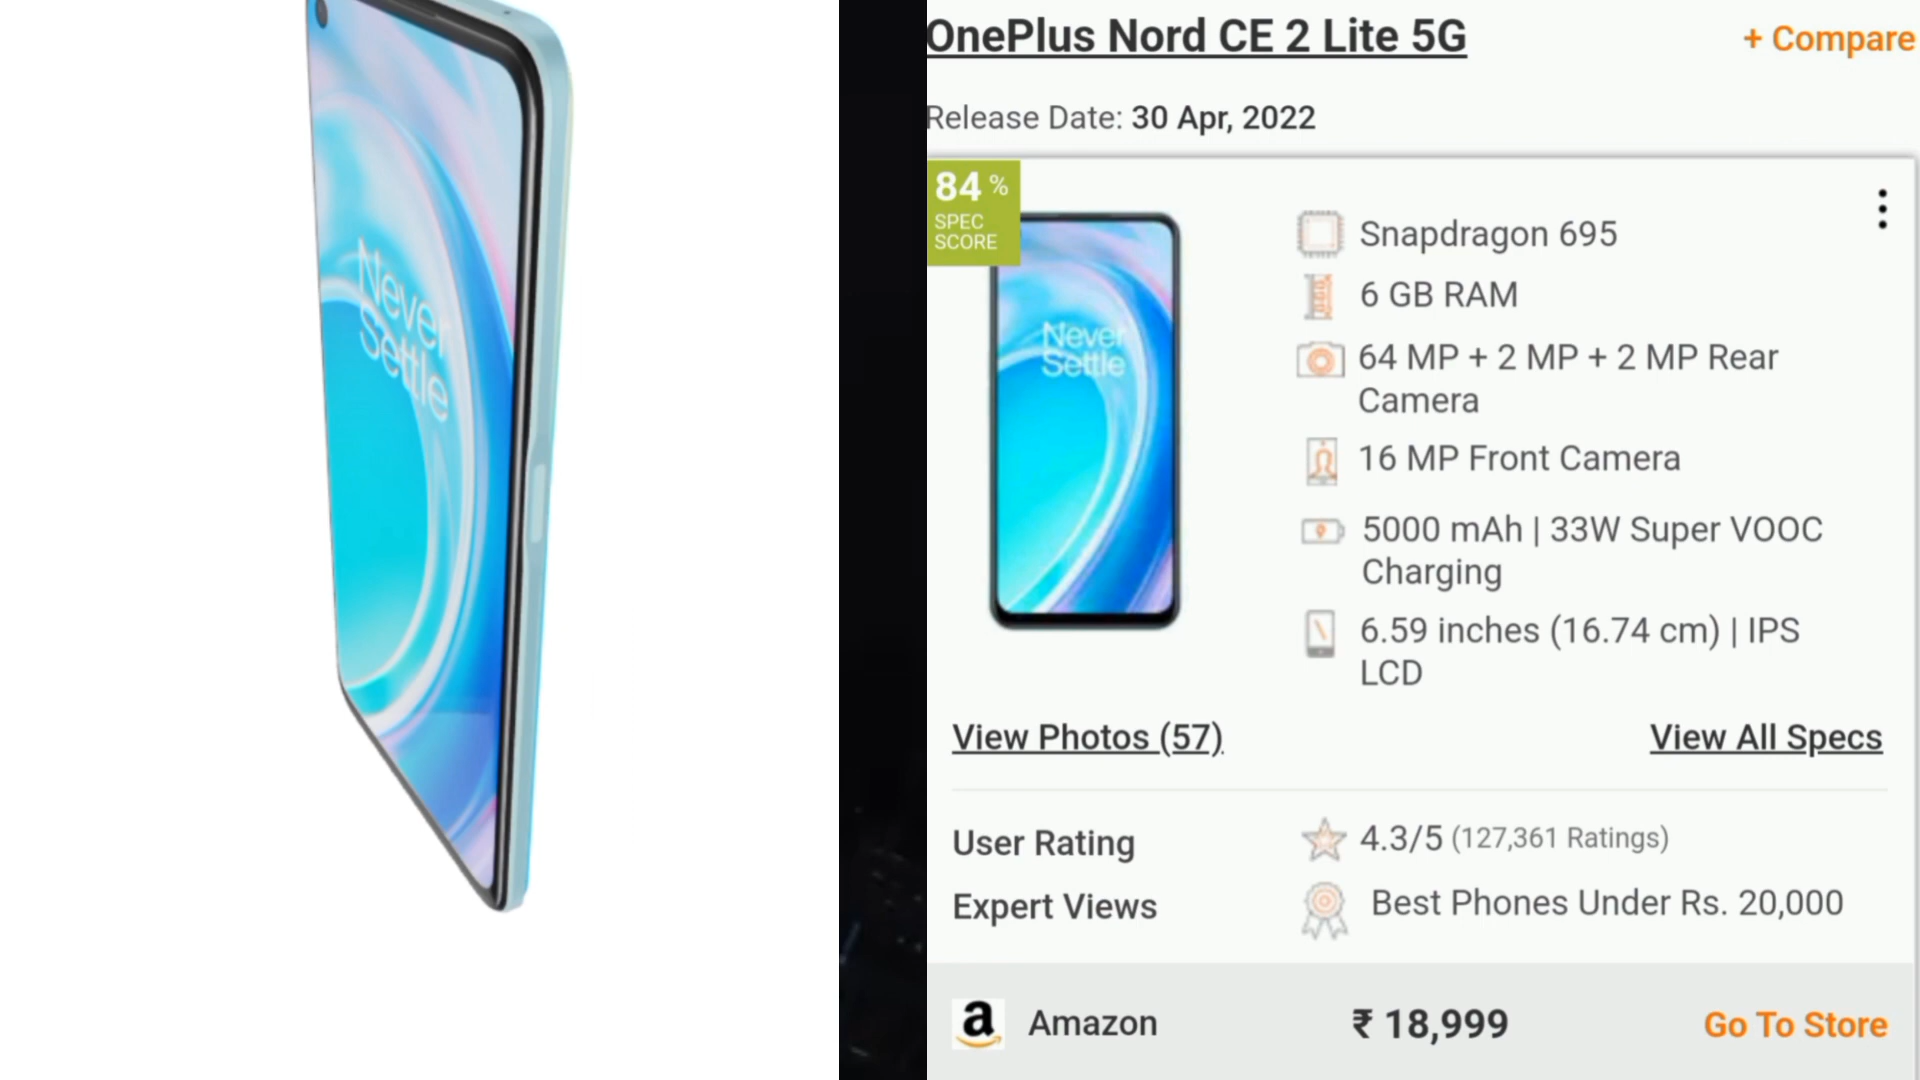 Never
Settle
OnePlus Nord CE 2 Lite 5G
+ Compare
Release Date: 30 Apr, 2022
84 %
SPEC
SCORE
Never
Settle
Snapdragon 695
6 GB RAM
64 MP + 2 MP + 2 MP Rear
Camera
16 MP Front Camera
5000 mAh | 33W Super VOOC
Charging
6.59 inches (16.74 cm) | IPS
LCD
View Photos (57)
View All Specs
User Rating
4.3/5 (127,361 Ratings)
Expert Views
Best Phones Under Rs. 20,000
a
Amazon
₹ 18,999
Go To Store